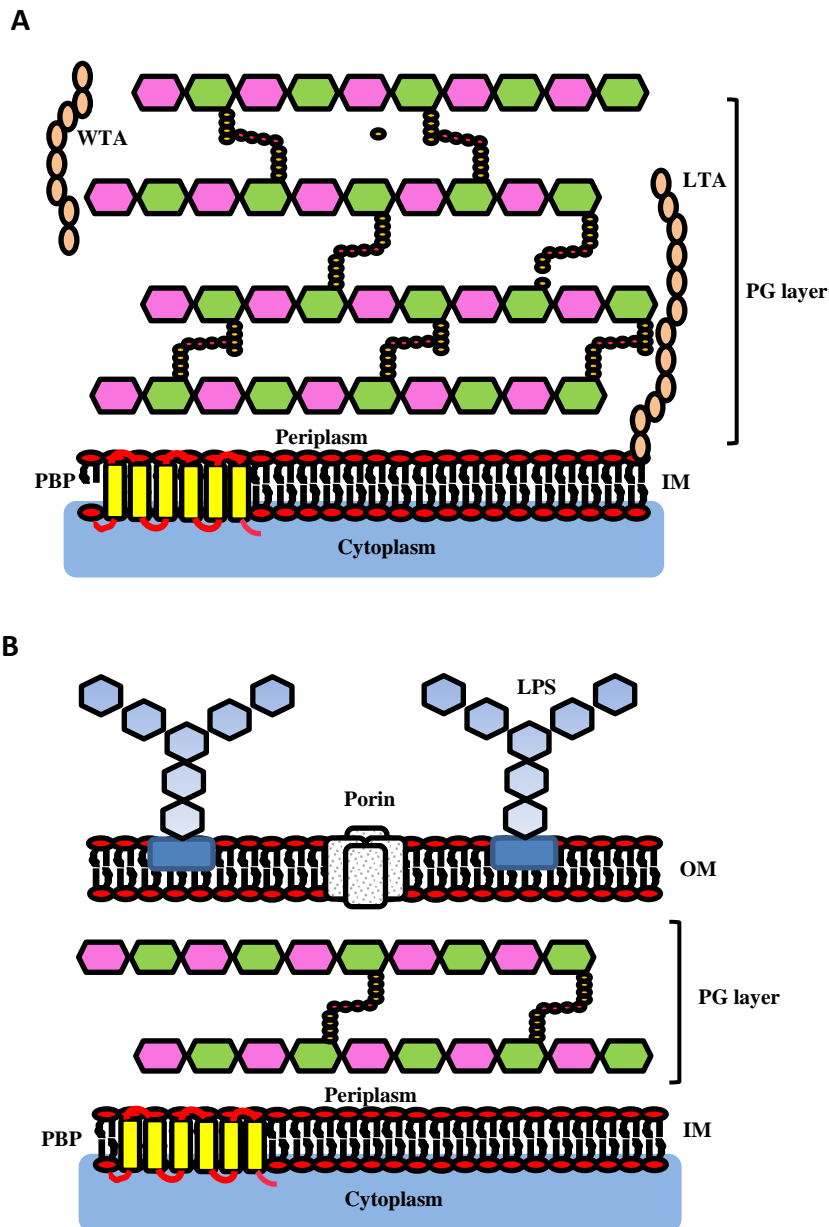 A
WTA
LTA
PG layer
Periplasm
PBP
IM
Cytoplasm
B
LPS
Porin
OM
PG layer
Periplasm
PBP
IM
Cytoplasm